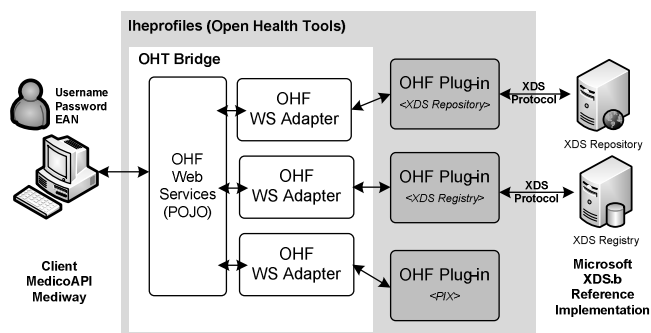 Iheprofiles (Open Health Tools)
OHT Bridge
Username
Password
EAN
Client
MedicoAPI
Mediway
OHF
Web
Services
(POJO)
OHF
WS Adapter
OHF
WS Adapter
OHF
WS Adapter
OHF Plug-in
<XDS Repository>
OHF Plug-in
<XDS Registry>
OHF Plug-in
<PIX>
XDS
Protocol
XDS
Protocol
XDS Repository
XDS Registry
Microsoft
XDS.b
Reference
Implementation